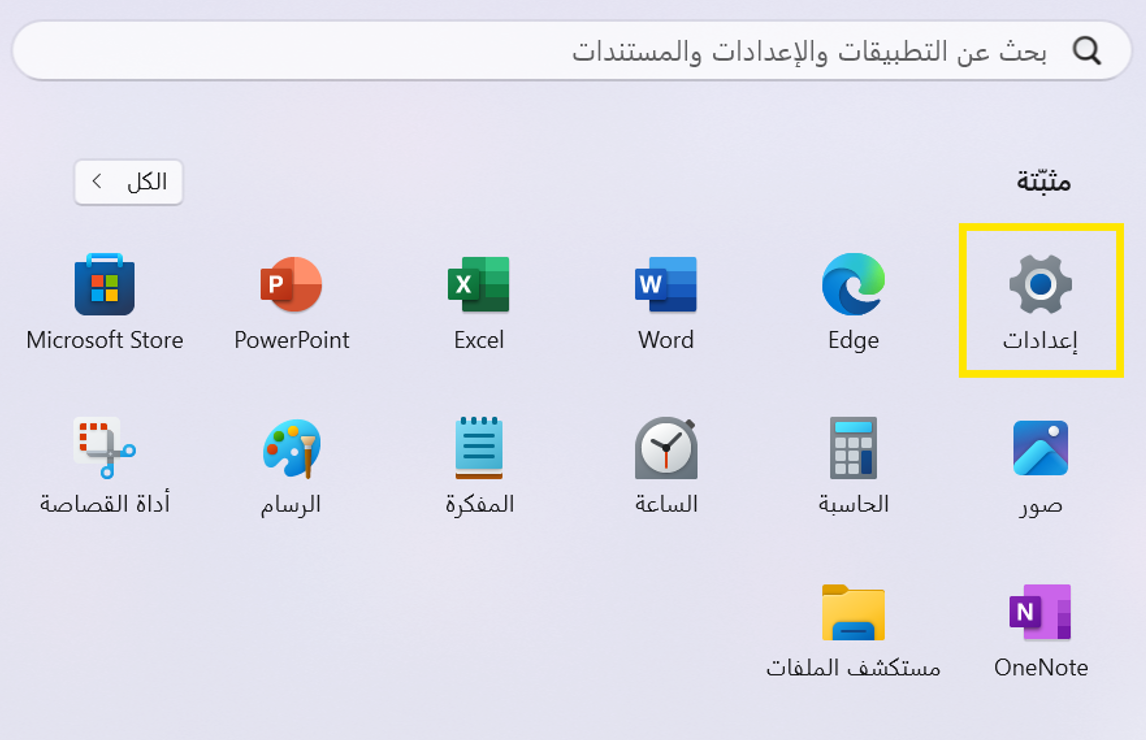 بحث عن التطبيقات والإعدادات والمستندات
مثبّتة
الكل
إعدادات
Edge
Word
Excel
PowerPoint
Microsoft Store
صور
الحاسبة
الساعة
المفكرة
الرسام
أداة القصاصة
OneNote
مستكشف الملفات